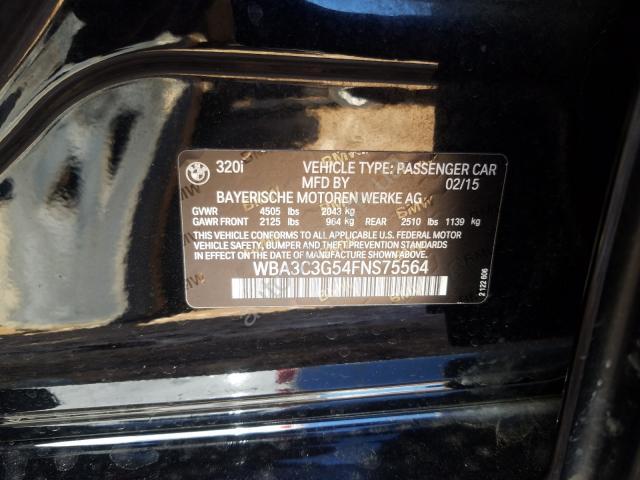 BMW 320i VEHICLE TYPE: PASSENGER CAR
MFD BY 02/15
BAYERISCHE MOTOREN WERKE AG
GVWR 4505 lbs 2043 kg
GAWR FRONT 2125 lbs 964 kg REAR 2510 lbs 1139 kg
THIS CAR CONFORMS TO ALL APPLICABLE U.S. FEDERAL MOTOR
VEHICLE SAFETY, BUMPER AND THEFT PREVENTION STANDARDS
IN EFFECT ON THE DATE OF MANUFACTURE SHOWN ABOVE.
WBA3C3G54FNS75564
2 122 606